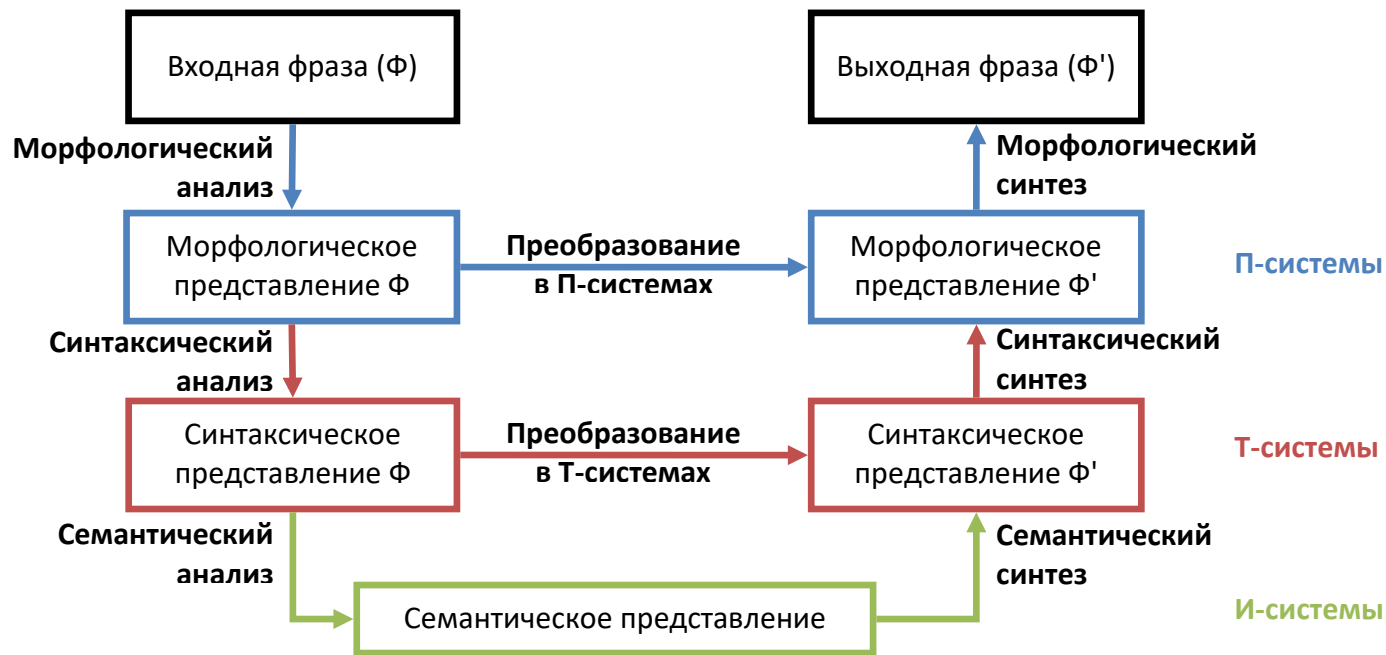 Входная фраза (Ф)
Выходная фраза (Ф')
Морфологический
анализ
Морфологический
синтез
Морфологическое
представление Ф
Преобразование
в П-системах
Морфологическое
представление Ф'
П-системы
Синтаксический
анализ
Синтаксический
синтез
Синтаксическое
представление Ф
Преобразование
в Т-системах
Синтаксическое
представление Ф'
Т-системы
Семантический
анализ
Семантический
синтез
Семантическое представление
И-системы